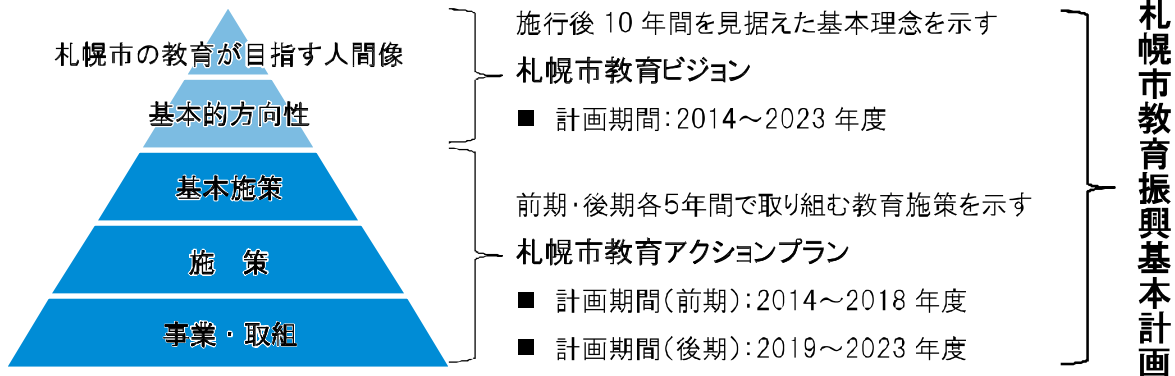 札幌市の教育が目指す人間像
基本的方向性
基本施策
施　策
事業・取組
施行後 10 年間を見据えた基本理念を示す
札幌市教育ビジョン
■ 計画期間：2014～2023 年度
前期・後期各5年間で取り組む教育施策を示す
札幌市教育アクションプラン
■ 計画期間（前期）：2014～2018 年度
■ 計画期間（後期）：2019～2023 年度
札幌市教育振興基本計画